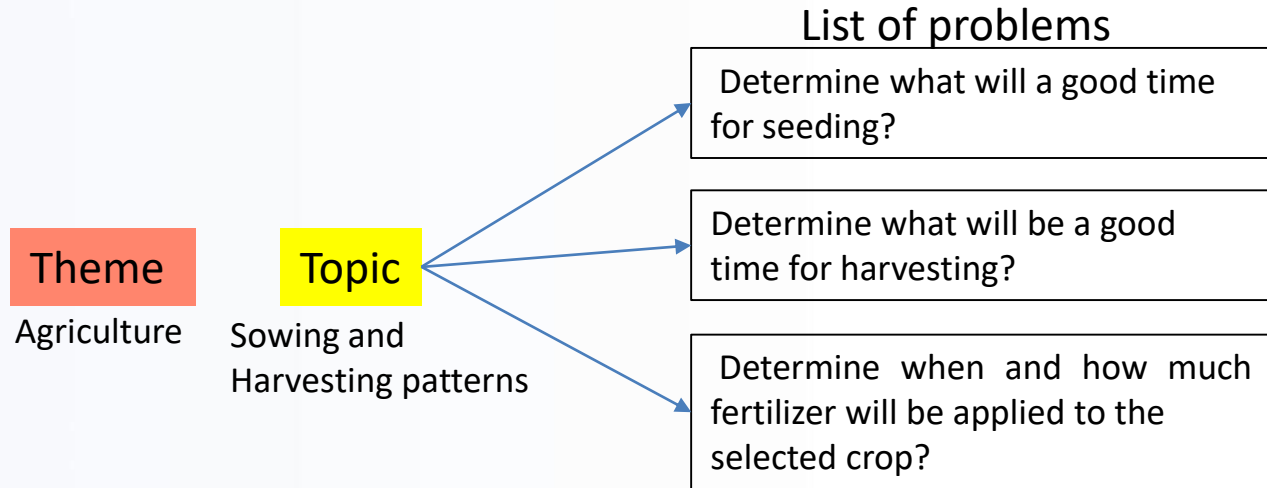 List of problems
Determine what will a good time
for seeding?
Theme
Agriculture
Topic
Sowing and
Harvesting patterns
Determine what will be a good
time for harvesting?
Determine when and how much
fertilizer will be applied to the
selected crop?